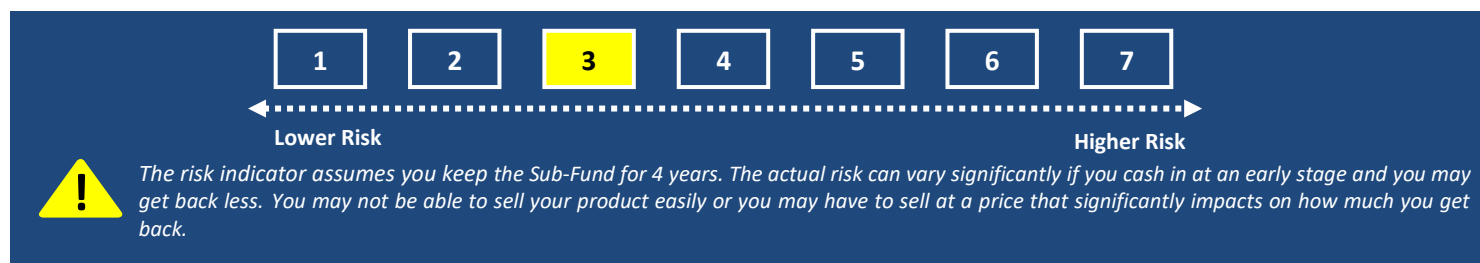 1 2 3 4 5 6 7
Lower Risk Higher Risk
The risk indicator assumes you keep the Sub-Fund for 4 years. The actual risk can vary significantly if you cash in at an early stage and you may
get back less. You may not be able to sell your product easily or you may have to sell at a price that significantly impacts on how much you get
back.
!